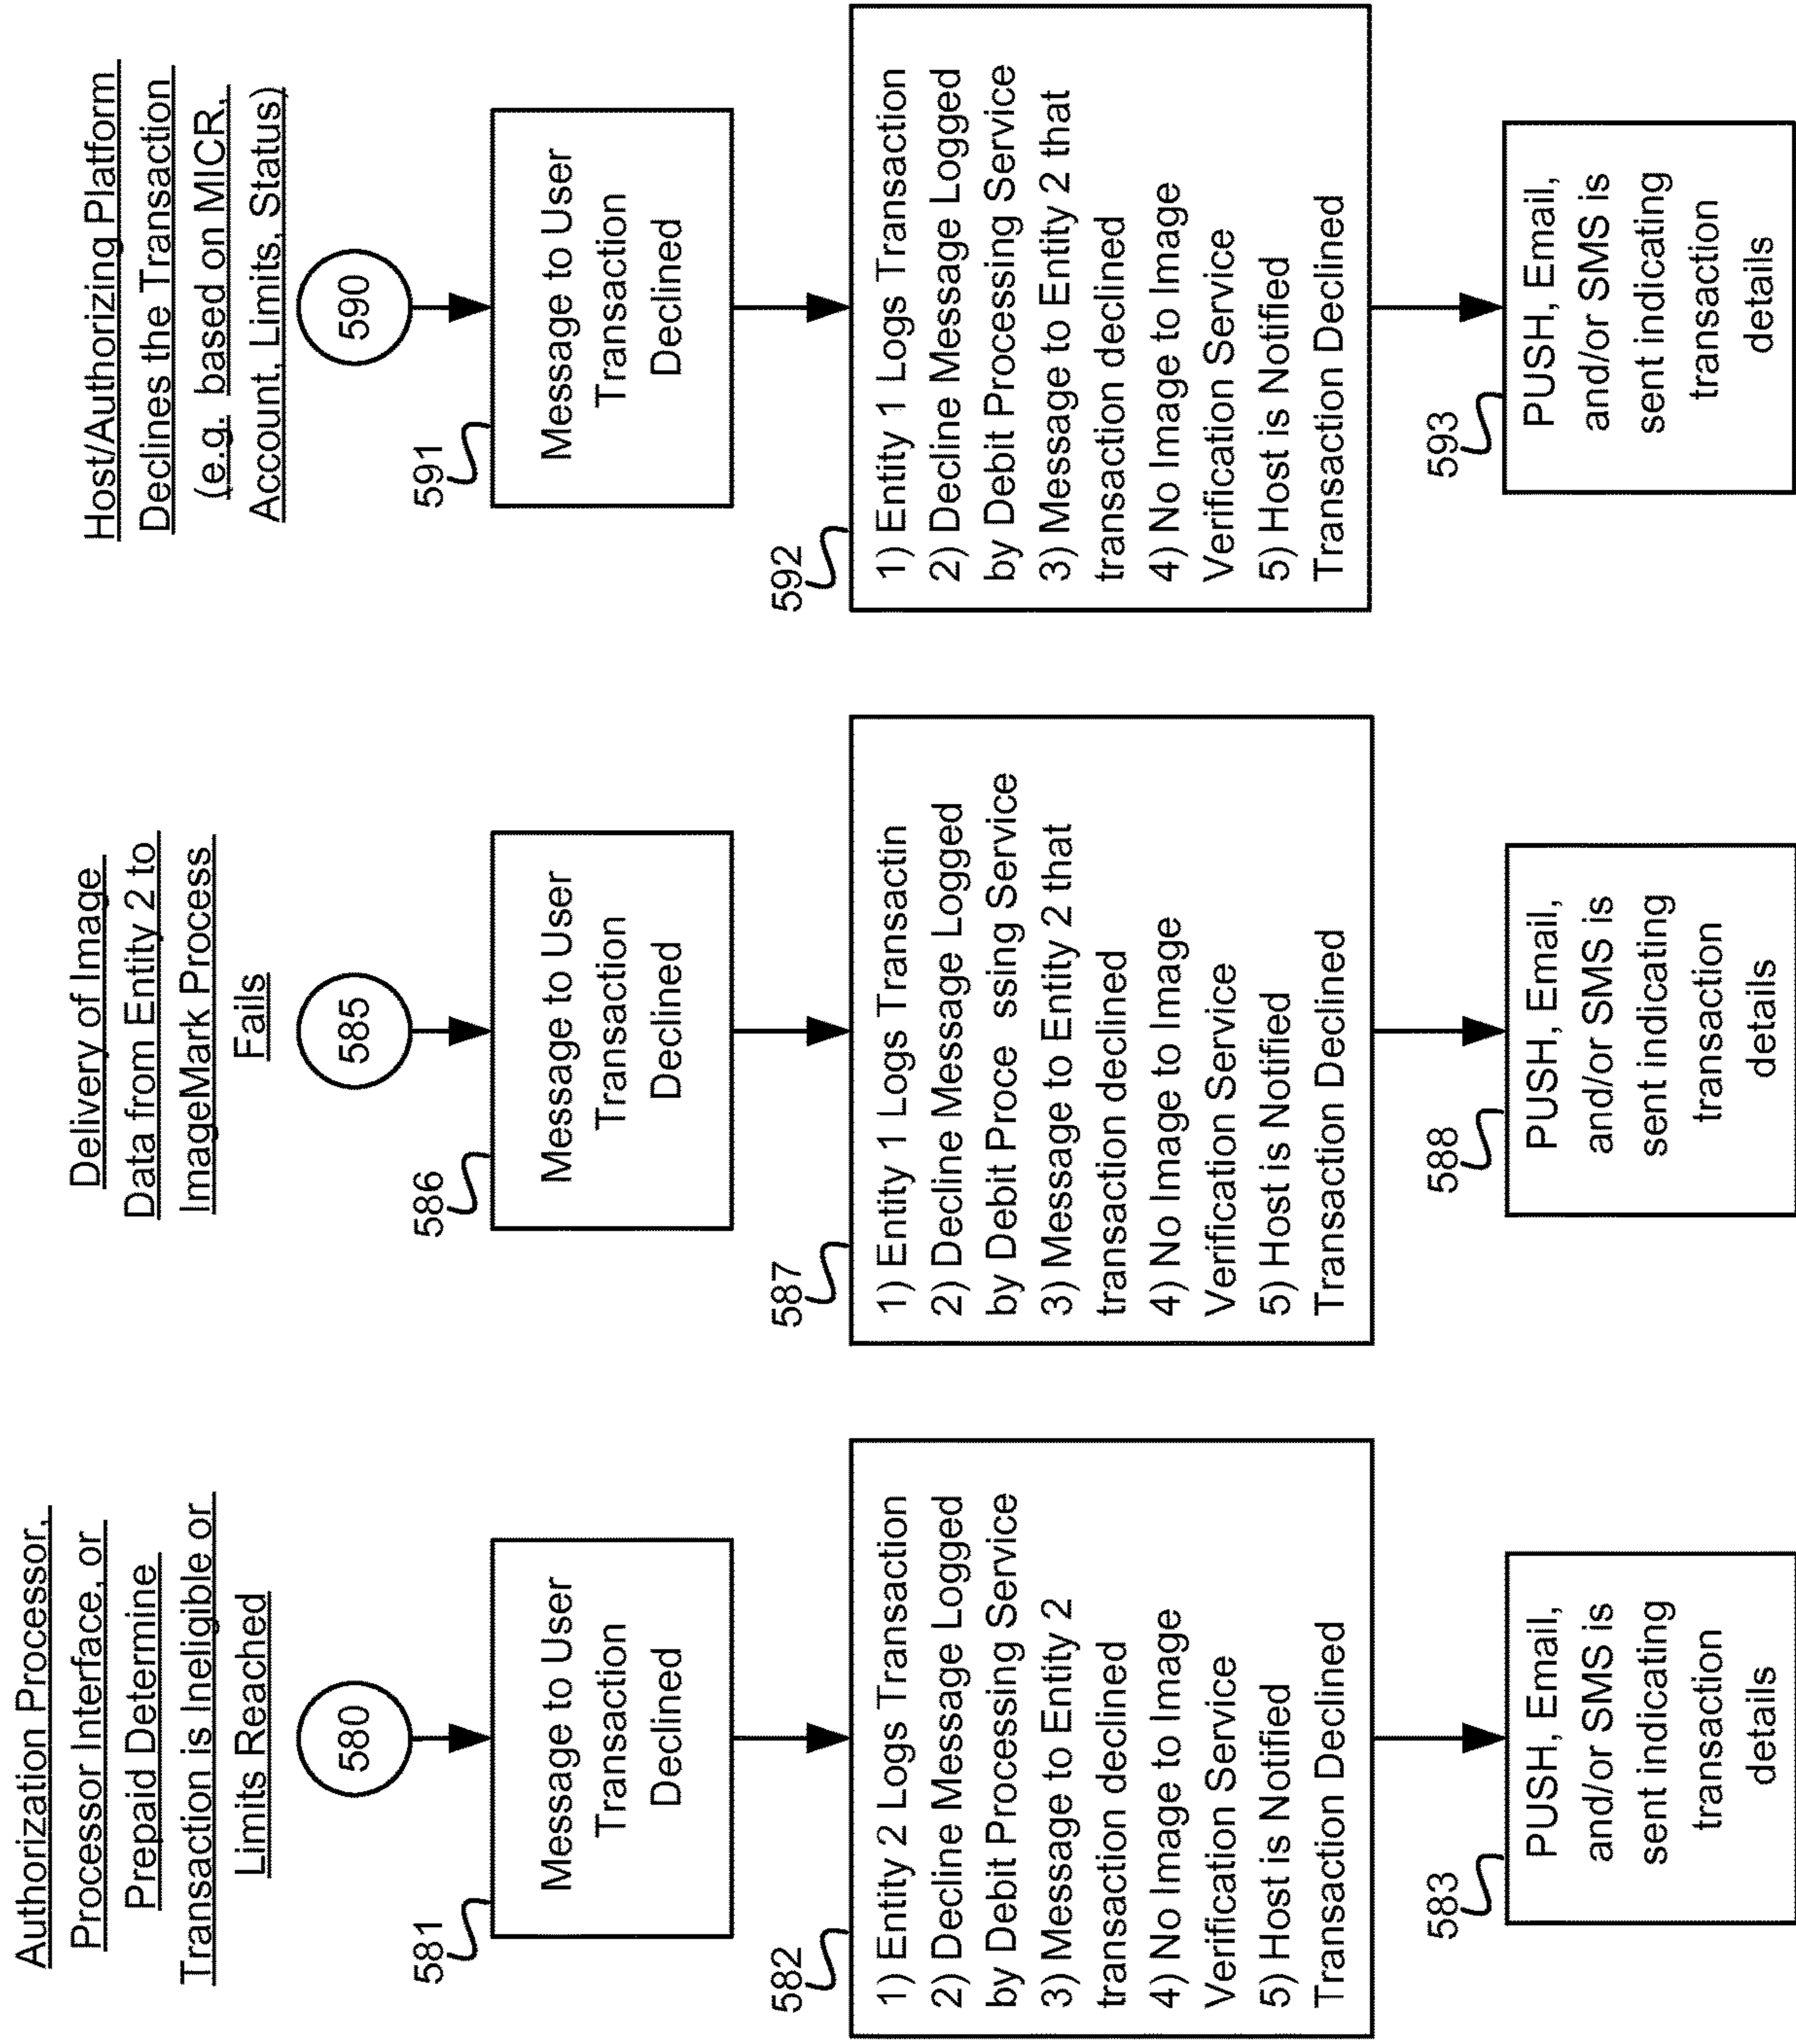 Authorization Processor,
Processor Interface, or
Prepaid Determine
Transaction is Ineligible or
Limits Reached
580
581
Message to User
Transaction
Declined
582
1) Entity 2 Logs Transaction
2) Decline Message Logged
by Debit Processing Service
3) Message to Entity 2
transaction declined
4) No Image to Image
Verification Service
5) Host is Notified
Transaction Declined
583
PUSH, Email,
and/or SMS is
sent indicating
transaction
details
Delivery of Image
Data from Entity 2 to
ImageMark Process
Fails
585
586
Message to User
Transaction
Declined
587
1) Entity 1 Logs Transactin
2) Decline Message Logged
by Debit Proce ssing Service
3) Message to Entity 2 that
transaction declined
4) No Image to Image
Verification Service
5) Host is Notified
Transaction Declined
588
PUSH, Email,
and/or SMS is
sent indicating
transaction
details
Host/Authorizing Platform
Declines the Transaction
(e.g. based on MICR,
Account, Limits, Status)
590
591
Message to User
Transaction
Declined
592
1) Entity 1 Logs Transaction
2) Decline Message Logged
by Debit Processing Service
3) Message to Entity 2 that
transaction declined
4) No Image to Image
Verification Service
5) Host is Notified
Transaction Declined
593
PUSH, Email,
and/or SMS is
sent indicating
transaction
details